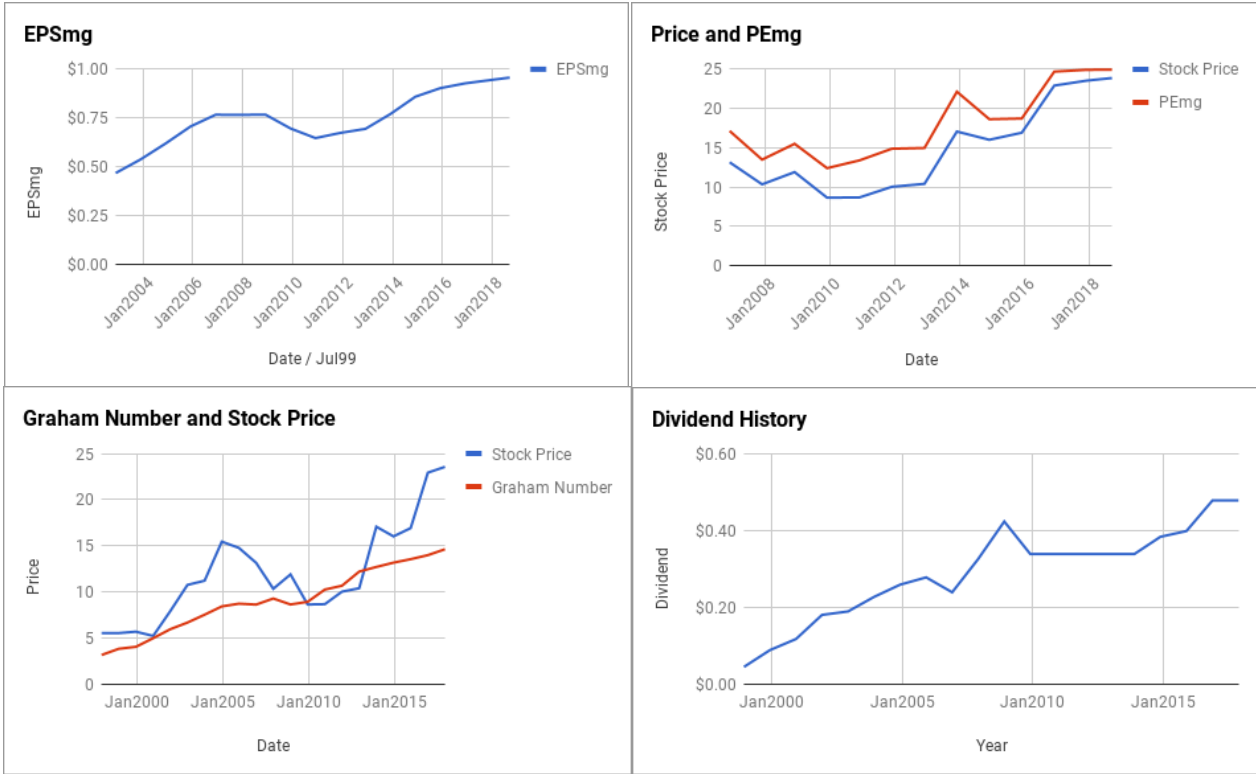 EPSmg
$1.00
$0.75
$0.50
$0.25
$0.00
EPSmg
EPSmg
Jan2004
Jan2006
Jan2008
Jan2010
Jan2012
Jan2014
Jan2016
Jan2018
Date / Jul99
Price and PEmg
25
20
15
10
5
0
Stock Price
Stock Price
PEmg
Jan2008
Jan2010
Jan2012
Jan2014
Jan2016
Jan2018
Date
Graham Number and Stock Price
25
20
15
10
5
0
Price
Stock Price
Graham Number
Jan2000
Jan2005
Jan2010
Jan2015
Date
Dividend History
$0.60
$0.40
$0.20
$0.00
Dividend
Jan2000
Jan2005
Jan2010
Jan2015
Year